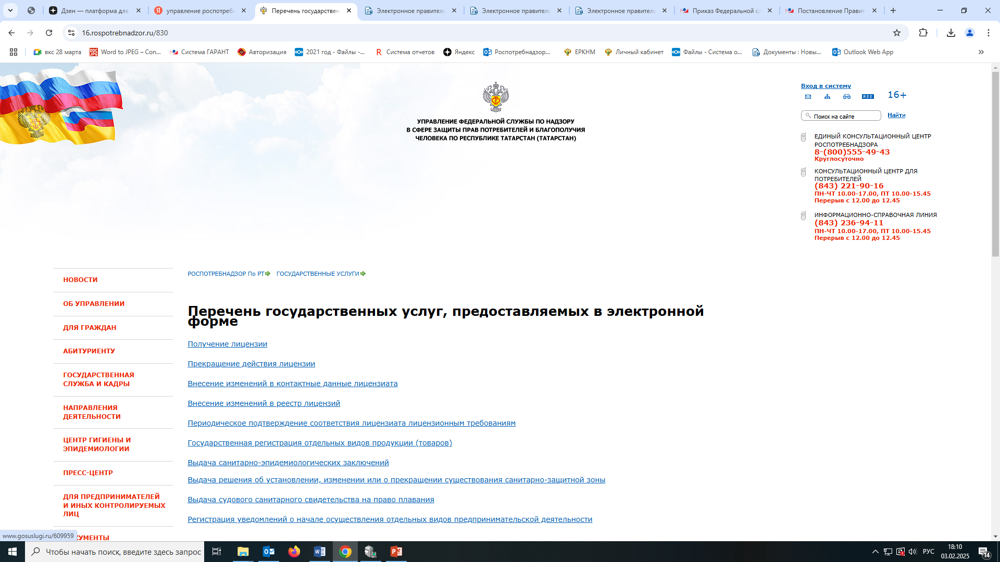 Дзен — платформа для
управление роспотребн
Перечень государствен
Электронное правитель
Электронное правитель
Электронное правитель
Приказ Федеральной сл
Постановление Правит
16.rospotrebnadzor.ru/830
вкс 28 марта
Word to JPEG – Con...
Система ГАРАНТ
Авторизация
2021 год - Файлы -...
Система отчетов
Яндекс
Роспотребнадзор...
ЕРКНМ
Личный кабинет
Файлы - Система о...
Документы : Новы...
Outlook Web App
Вход в систему
RSS
16+
Поиск на сайте
Найти
УПРАВЛЕНИЕ ФЕДЕРАЛЬНОЙ СЛУЖБЫ ПО НАДЗОРУ
В СФЕРЕ ЗАЩИТЫ ПРАВ ПОТРЕБИТЕЛЕЙ И БЛАГОПОЛУЧИЯ
ЧЕЛОВЕКА ПО РЕСПУБЛИКЕ ТАТАРСТАН (ТАТАРСТАН)
ЕДИНЫЙ КОНСУЛЬТАЦИОННЫЙ ЦЕНТР
РОСПОТРЕБНАДЗОРА
8-(800)555-49-43
Круглосуточно
КОНСУЛЬТАЦИОННЫЙ ЦЕНТР ДЛЯ
ПОТРЕБИТЕЛЕЙ
(843) 221-90-16
ПН-ЧТ 10.00-17.00, ПТ 10.00-15.45
Перерыв с 12.00 до 12.45
ИНФОРМАЦИОННО-СПРАВОЧНАЯ ЛИНИЯ
(843) 236-94-11
ПН-ЧТ 10.00-17.00, ПТ 10.00-15.45
Перерыв с 12.00 до 12.45
НОВОСТИ
ОБ УПРАВЛЕНИИ
ДЛЯ ГРАЖДАН
АБИТУРИЕНТУ
ГОСУДАРСТВЕННАЯ
СЛУЖБА И КАДРЫ
НАПРАВЛЕНИЯ
ДЕЯТЕЛЬНОСТИ
ЦЕНТР ГИГИЕНЫ И
ЭПИДЕМИОЛОГИИ
ПРЕСС-ЦЕНТР
ДЛЯ ПРЕДПРИНИМАТЕЛЕЙ
И ИНЫХ КОНТРОЛИРУЕМЫХ
ЛИЦ
КУМЕНТЫ
РОСПОТРЕБНАДЗОР По РТ
ГОСУДАРСТВЕННЫЕ УСЛУГИ
Перечень государственных услуг, предоставляемых в электронной
форме
Получение лицензии
Прекращение действия лицензии
Внесение изменений в контактные данные лицензиата
Внесение изменений в реестр лицензий
Периодическое подтверждение соответствия лицензиата лицензионным требованиям
Государственная регистрация отдельных видов продукции (товаров)
Выдача санитарно-эпидемиологических заключений
Выдача решения об установлении, изменении или о прекращении существования санитарно-защитной зоны
Выдача судового санитарного свидетельства на право плавания
Регистрация уведомлений о начале осуществления отдельных видов предпринимательской деятельности
www.gosuslugi.ru/609959
Чтобы начать поиск, введите здесь запрос
РУС
18:10
03.02.2025
14